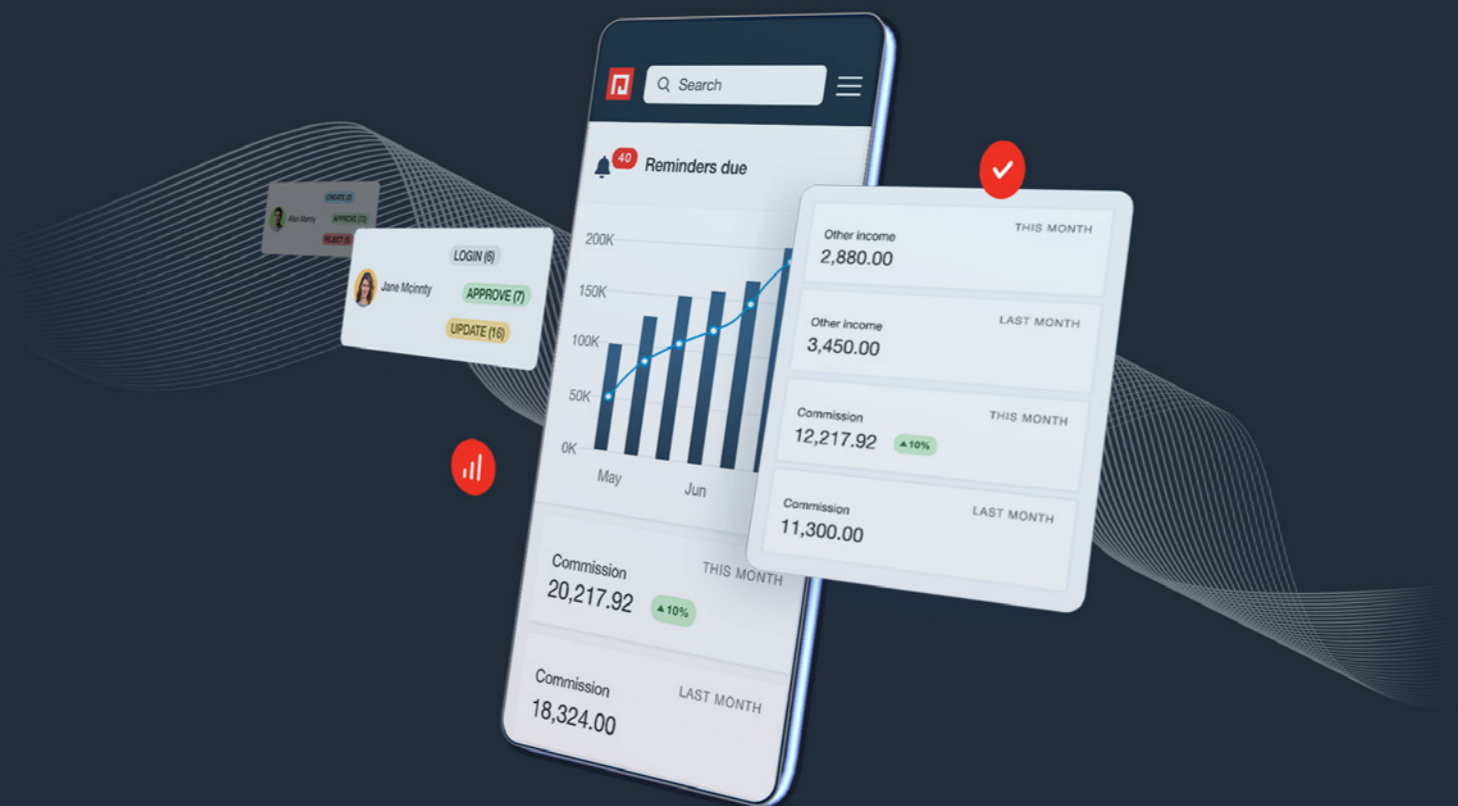 Search
40
Reminders due
200K
150K
100K
50K
0K
May
Jun
Commission
THIS MONTH
20,217.92
10%
Commission
LAST MONTH
18,324.00
CREATE (2)
APPROVE (72)
REJECT (5)
LOGIN (6)
Jane Mcinnty
APPROVE (7)
UPDATE (16)
Other income
THIS MONTH
2,880.00
Other income
LAST MONTH
3,450.00
Commission
THIS MONTH
12,217.92
10%
Commission
LAST MONTH
11,300.00